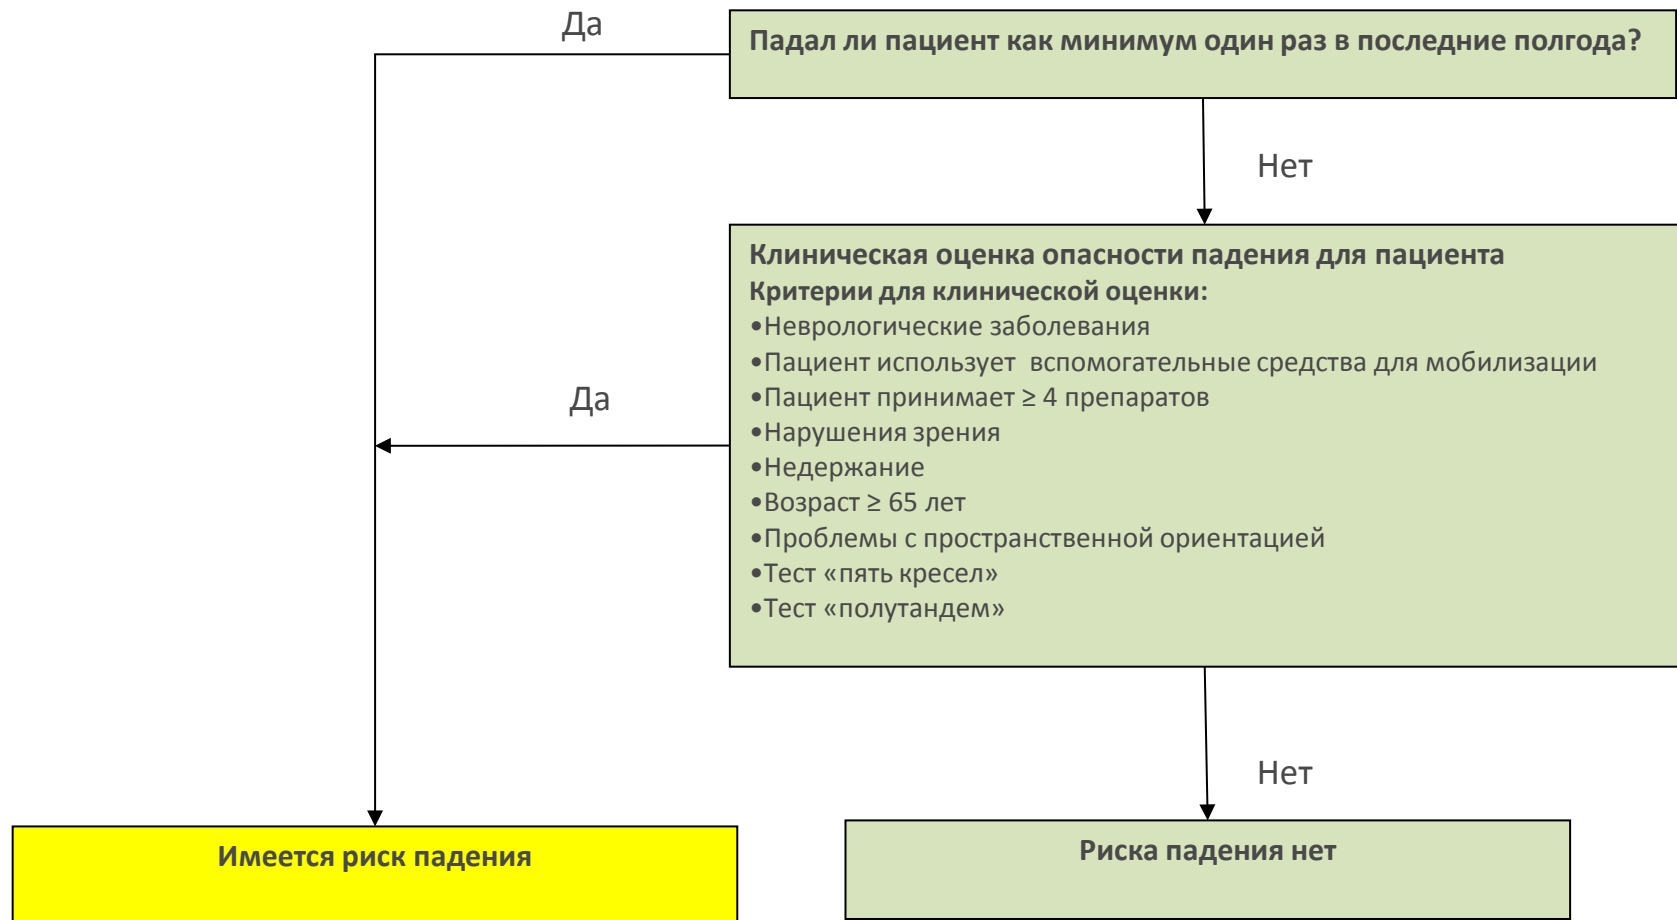 Да
Падал ли пациент как минимум один раз в последние полгода?
Нет
Клиническая оценка опасности падения для пациента
Критерии для клинической оценки:
•Неврологические заболевания
•Пациент использует  вспомогательные средства для мобилизации
•Пациент принимает ≥ 4 препаратов
•Нарушения зрения
•Недержание
•Возраст ≥ 65 лет
•Проблемы с пространственной ориентацией
•Тест «пять кресел»
•Тест «полутандем»
Да
Нет
Имеется риск падения
Риска падения нет